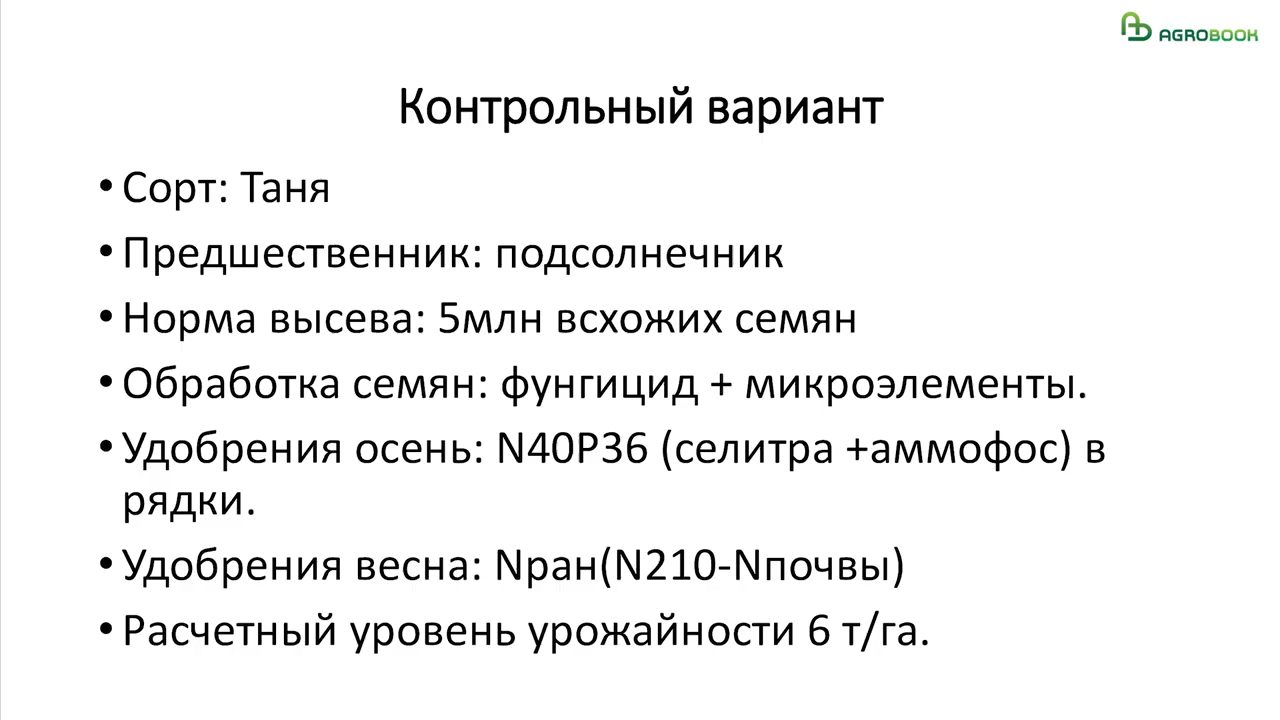 AGROBOOK
Контрольный вариант
• Сорт: Таня
• Предшественник: подсолнечник
• Норма высева: 5млн всхожих семян
• Обработка семян: фунгицид + микроэлементы.
• Удобрения осень: N40P36 (селитра +аммофос) в
рядки.
• Удобрения весна: Nран(N210-Nпочвы)
• Расчетный уровень урожайности 6 т/га.